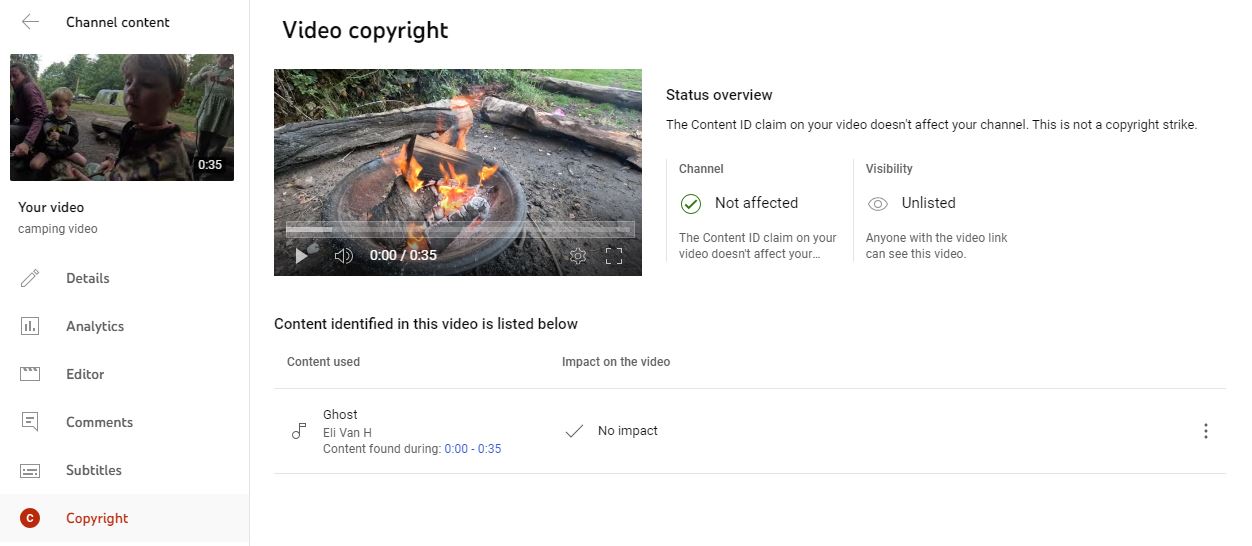 Channel content
0:35
Your video
camping video
Details
Analytics
Editor
Comments
Subtitles
C
Copyright
Video copyright
0:00 / 0:35
Status overview
The Content ID claim on your video doesn't affect your channel. This is not a copyright strike.
Channel
Not affected
The Content ID claim on your
video doesn't affect your...
Visibility
Unlisted
Anyone with the video link
can see this video.
Content identified in this video is listed below
Content used
Impact on the video
Ghost
Eli Van H
Content found during: 0:00 - 0:35
No impact